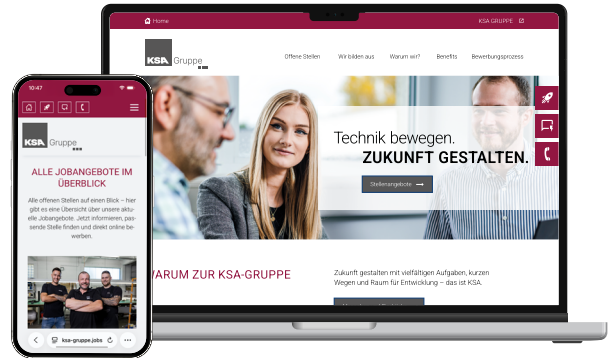 Home
KSA GRUPPE
KSA Gruppe
Offene Stellen
Wir bilden aus
Warum wir?
Benefits
Bewerbungsprozess
Technik bewegen.
ZUKUNFT GESTALTEN.
Stellenangebote
WARUM ZUR KSA-GRUPPE
Zukunft gestalten mit vielfältigen Aufgaben, kurzen
Wegen und Raum für Entwicklung – das ist KSA.
10:47
KSA Gruppe
ALLE JOBANGEBOTE IM
ÜBERBLICK
Alle offenen Stellen auf einen Blick – hier
gibt es eine Übersicht über unsere aktu-
elle Jobangebote. Jetzt informieren, pas-
sende Stelle finden und direkt online be-
werben.
ksa-gruppe.jobs